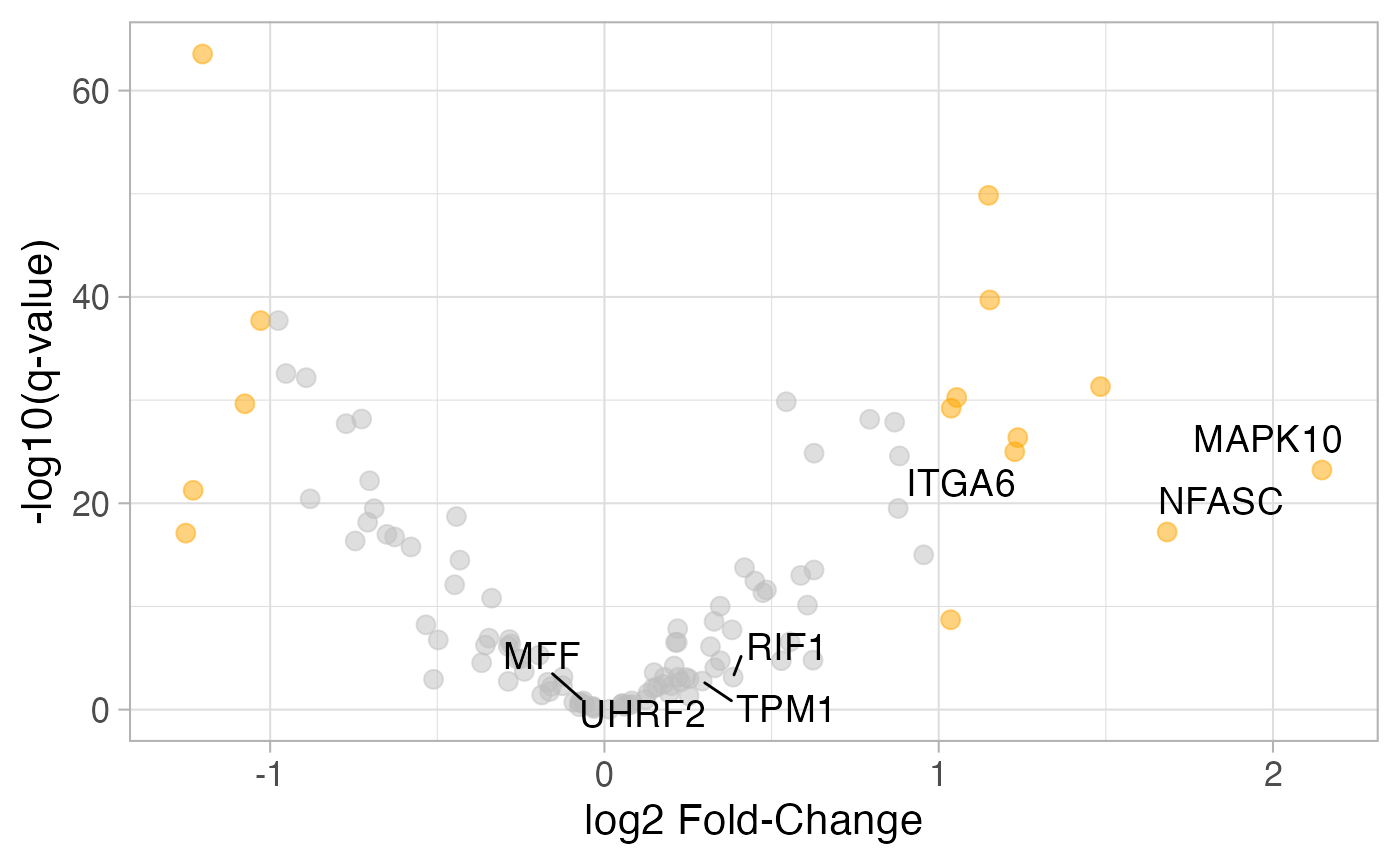 60
40
20
0
-log10(q-value)
MAPK10
ITGA6
NFASC
MFF
RIF1
UHRF2
TPM1
-1
0
1
2
log2 Fold-Change